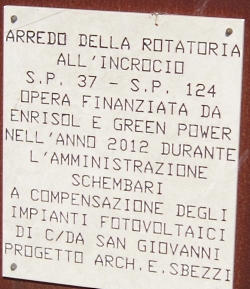 ARREDO DELLA ROTATORIA
ALL'INCROCIO
S.P. 37 - S.P. 124
OPERA FINANZIATA DA
ENRISOL E GREEN POWER
NELL'ANNO 2012 DURANTE
L'AMMINISTRAZIONE
SCHEMBARI
A COMPENSAZIONE DEGLI
IMPIANTI FOTOVOLTAICI
DI C/DA SAN GIOVANNI
PROGETTO ARCH. E. SBEZZI